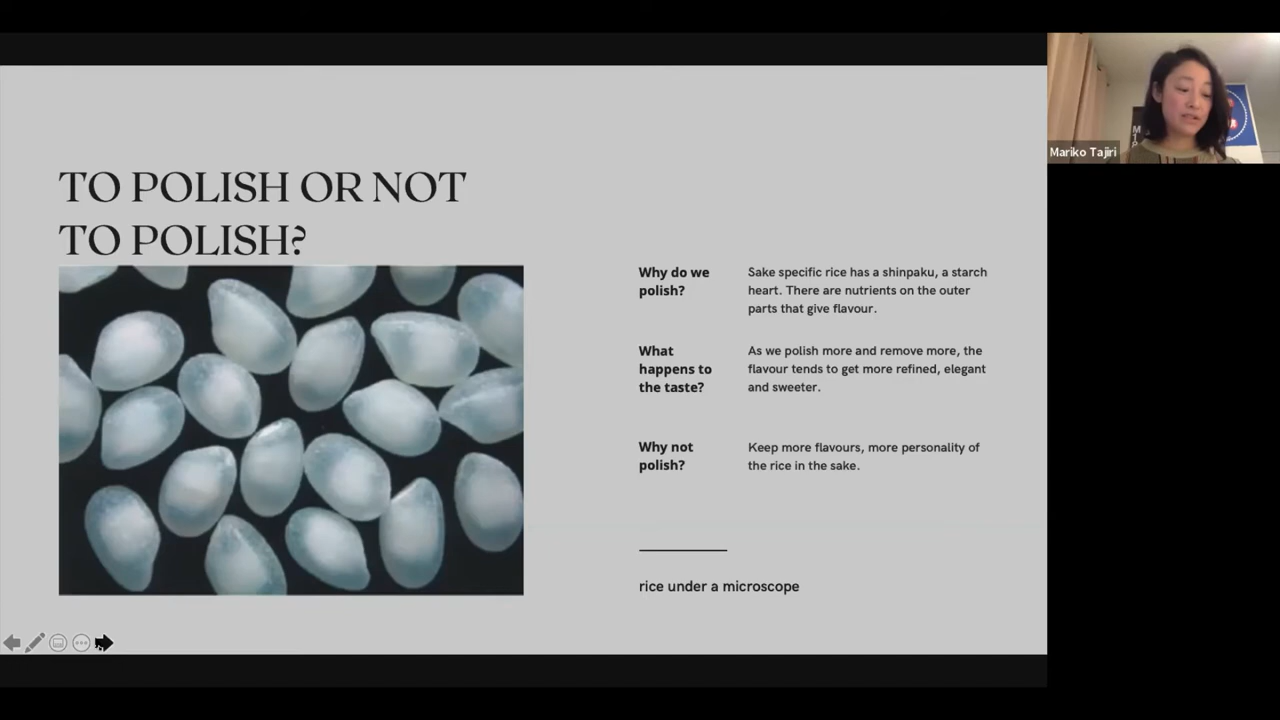 TO POLISH OR NOT
TO POLISH?
Why do we
polish?
Sake specific rice has a shinpaku, a starch
heart. There are nutrients on the outer
parts that give flavour.
What
happens to
the taste?
As we polish more and remove more, the
flavour tends to get more refined, elegant
and sweeter.
Why not
polish?
Keep more flavours, more personality of
the rice in the sake.
rice under a microscope
Mariko Tajiri